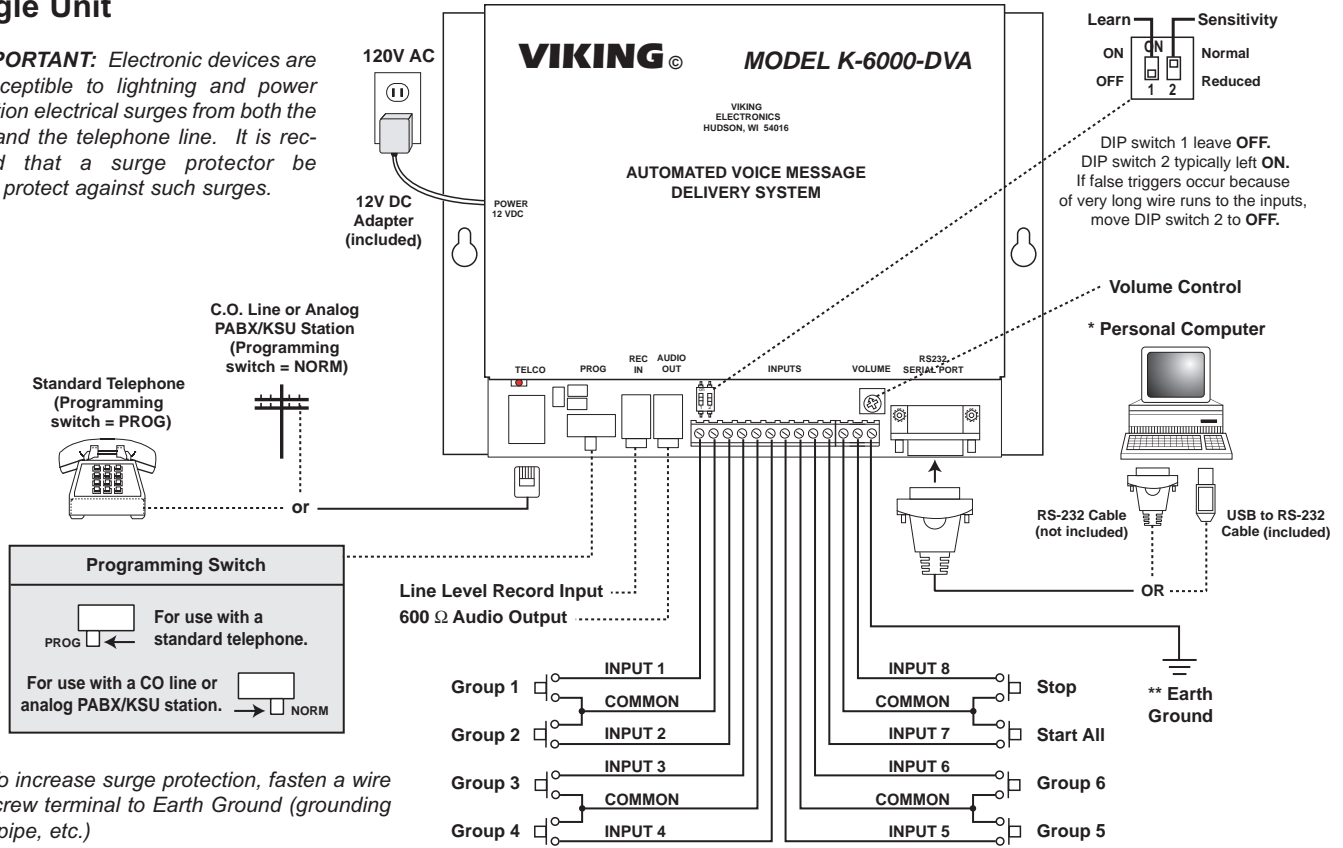 gle Unit
PORTANT: Electronic devices are
ceptible to lightning and power
tion electrical surges from both the
and the telephone line. It is rec-
d that a surge protector be
protect against such surges.
120V AC
12V DC
Adapter
(included)
POWER
12 VDC
VIKING ©
MODEL K-6000-DVA
VIKING
ELECTRONICS
HUDSON, WI 54016
AUTOMATED VOICE MESSAGE
DELIVERY SYSTEM
Learn
Sensitivity
ON
ON
Normal
OFF
Reduced
1 2
DIP switch 1 leave OFF.
DIP switch 2 typically left ON.
If false triggers occur because
of very long wire runs to the inputs,
move DIP switch 2 to OFF.
Volume Control
* Personal Computer
C.O. Line or Analog
PABX/KSU Station
(Programming
switch = NORM)
Standard Telephone
(Programming
switch = PROG)
or
TELCO
PROG
REC
IN
AUDIO
OUT
INPUTS
VOLUME
RS232
SERIAL PORT
RS-232 Cable
(not included)
USB to RS-232
Cable (included)
OR
Programming Switch
PROG
For use with a
standard telephone.
For use with a CO line or
analog PABX/KSU station.
NORM
Line Level Record Input
600 Ω Audio Output
Group 1
INPUT 1
COMMON
Group 2
INPUT 2
Group 3
INPUT 3
COMMON
Group 4
INPUT 4
INPUT 8
Stop
COMMON
INPUT 7
Start All
INPUT 6
Group 6
COMMON
INPUT 5
Group 5
** Earth
Ground
o increase surge protection, fasten a wire
crew terminal to Earth Ground (grounding
pipe, etc.)